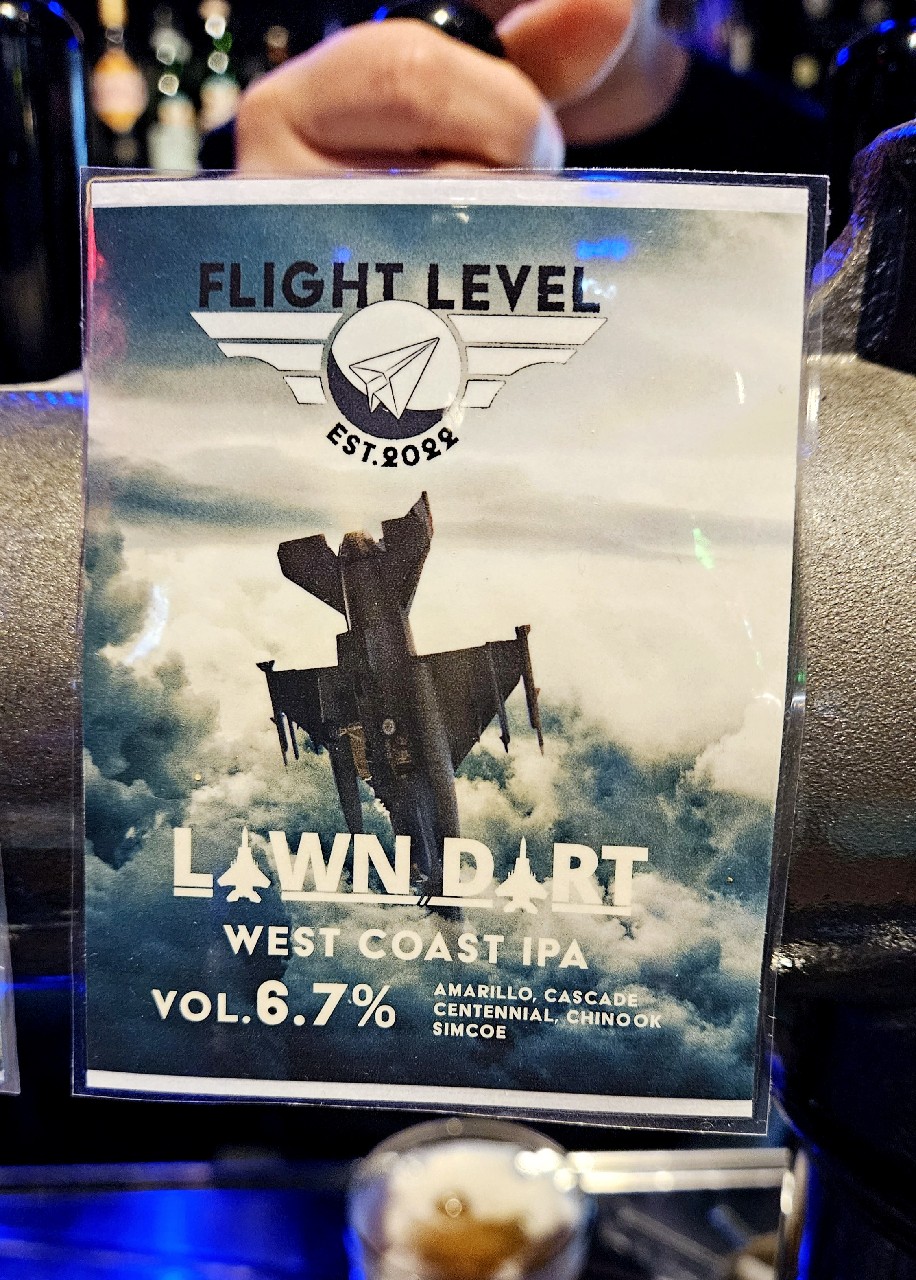 FLIGHT LEVEL
EST.2022
LAWN DART
WEST COAST IPA
VOL.6.7%
AMARILLO, CASCADE
CENTENNIAL, CHINOOK
SIMCOE